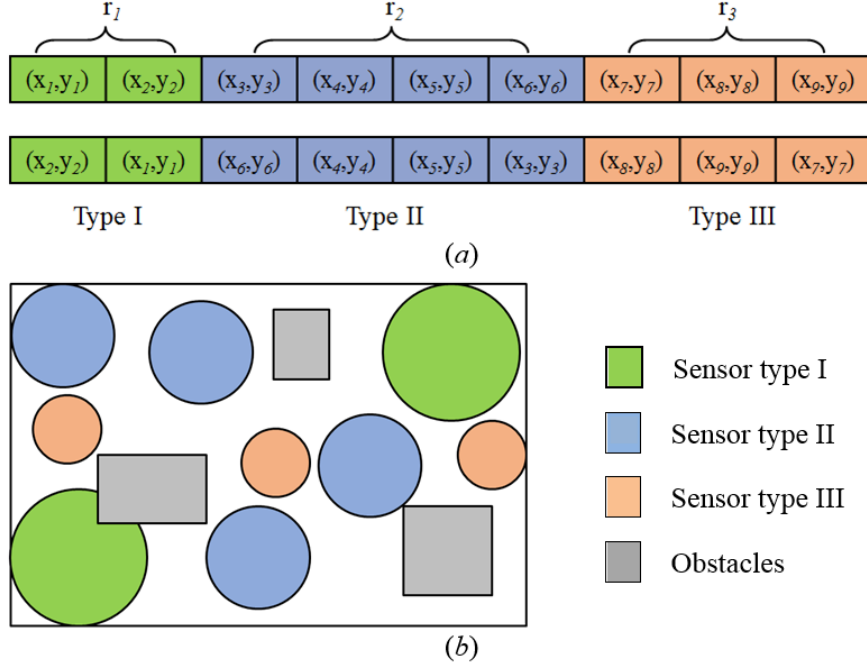 r₁ r₂ r₃
(x₁,y₁) (x₂,y₂) (x₃,y₃) (x₄,y₄) (x₅,y₅) (x₆,y₆) (x₇,y₇) (x₈,y₈) (x₉,y₉)
(x₂,y₂) (x₁,y₁) (x₆,y₆) (x₄,y₄) (x₅,y₅) (x₃,y₃) (x₈,y₈) (x₉,y₉) (x₇,y₇)
Type I Type II Type III
(a)
Sensor type I
Sensor type II
Sensor type III
Obstacles
(b)